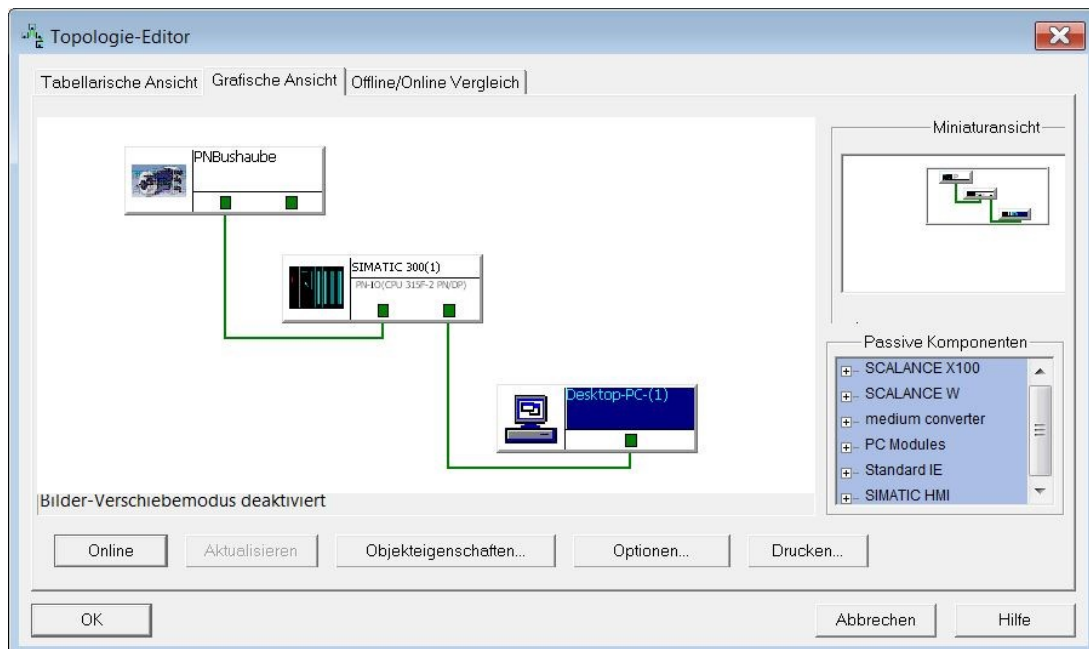 Topologie-Editor
Tabellarische Ansicht
Grafische Ansicht
Offline/Online Vergleich
PNBushaube
SIMATIC 300(1)
PN-IO(CPU 315F-2 PN/DP)
Desktop-PC-(1)
Bilder-Verschiebemodus deaktiviert
Miniaturansicht
Passive Komponenten
SCALANCE X100
SCALANCE W
medium converter
PC Modules
Standard IE
SIMATIC HMI
Online
Aktualisieren
Objekteigenschaften...
Optionen...
Drucken...
OK
Abbrechen
Hilfe